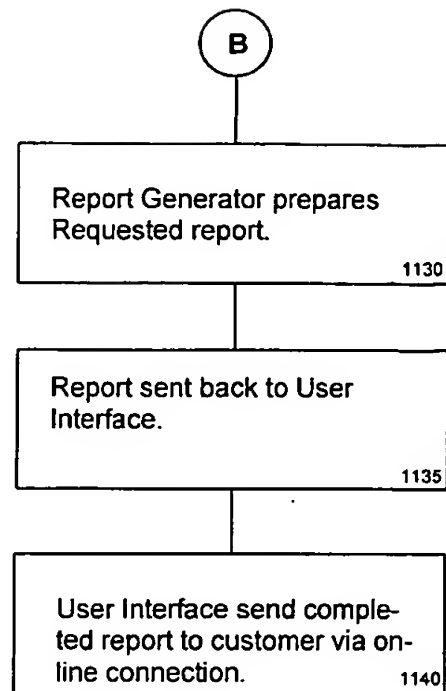 B
Report Generator prepares
Requested report.
1130
Report sent back to User
Interface.
1135
User Interface send comple-
ted report to customer via on-
line connection.
1140